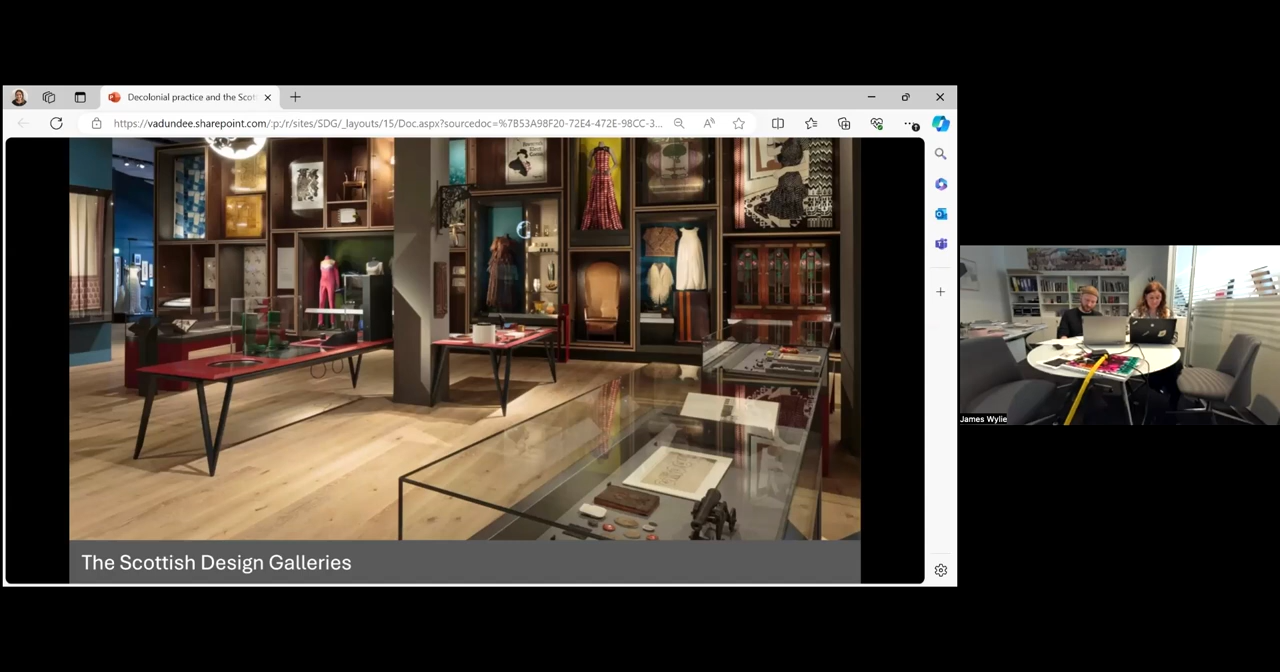 Decolonial practice and the Scot
https://vadundee.sharepoint.com/:p:/r/sites/SDG/_layouts/15/Doc.aspx?sourcedoc=%7B53A98F20-72E4-472E-98CC-3...
The Scottish Design Galleries
James Wylie